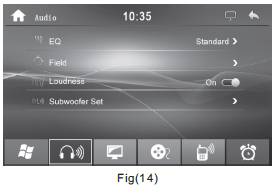 Audio 10:35
EQ Standard
Field
Loudness On
Subwoofer Set
Fig(14)